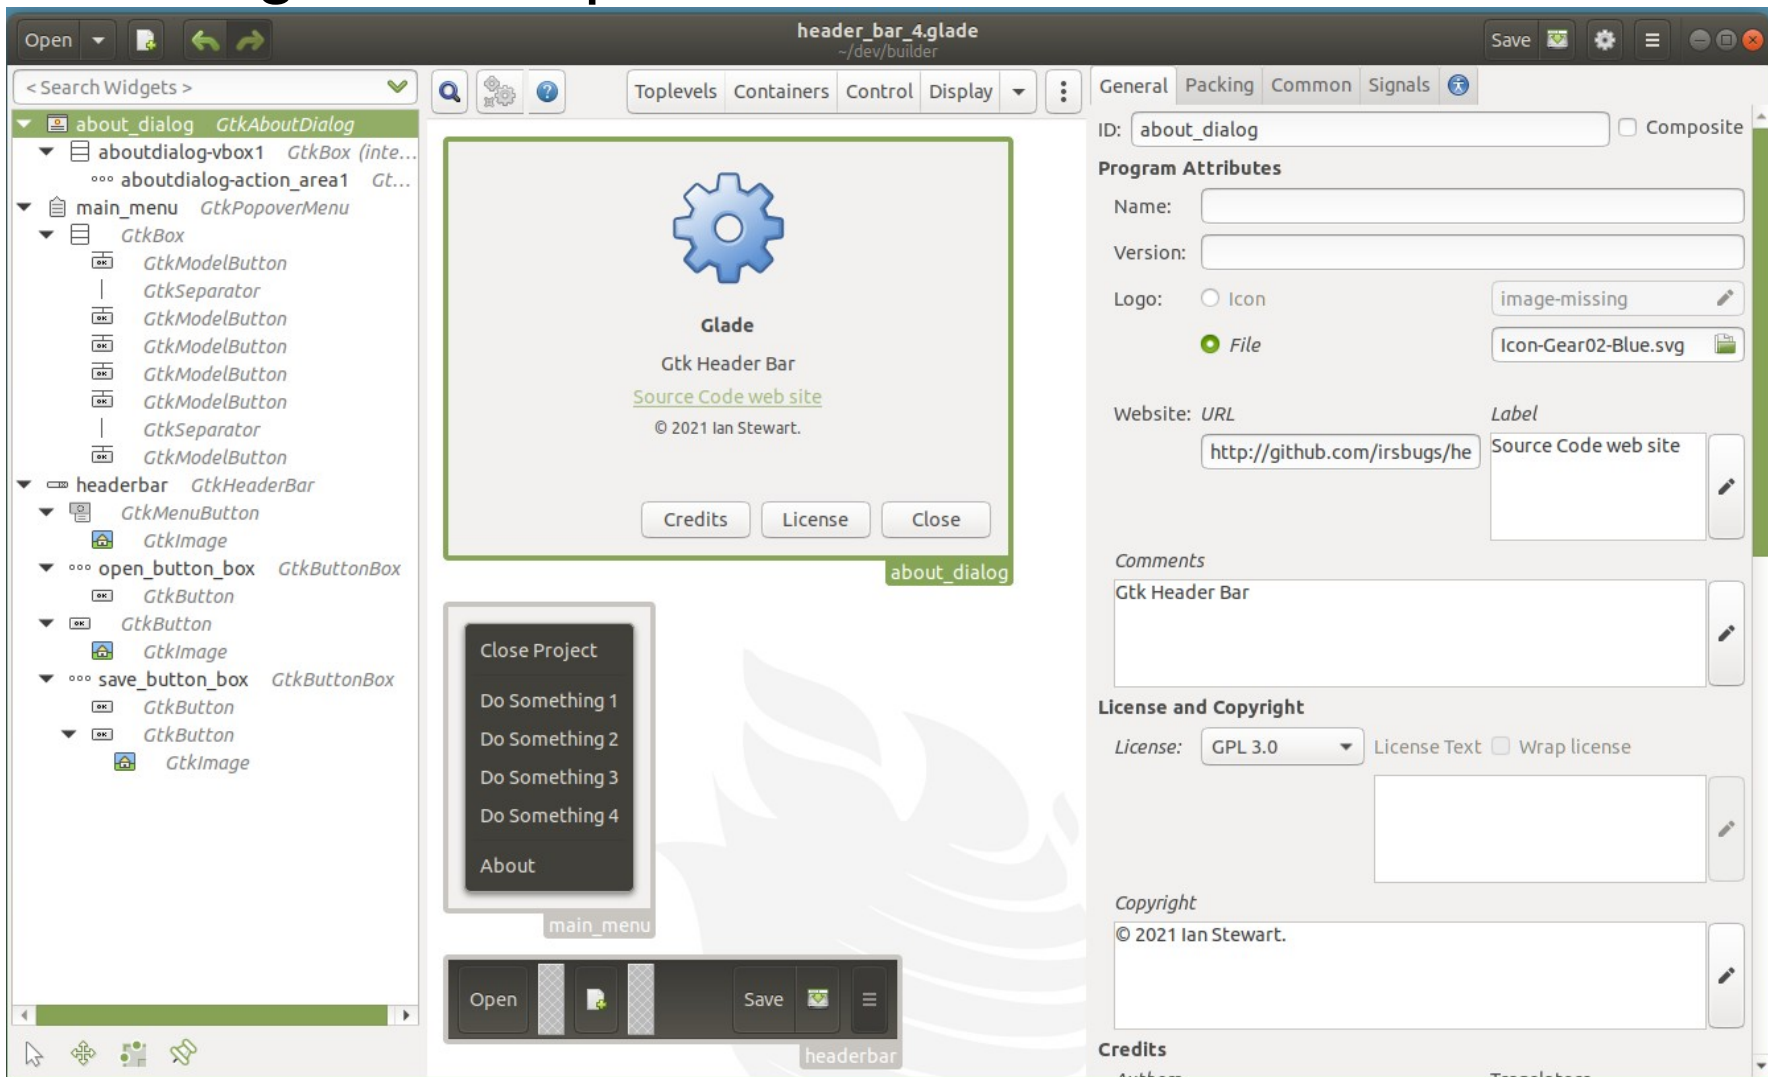 header_bar_4.glade
~/dev/builder
Open
Save
< Search Widgets >
about_dialog GtkAboutDialog
aboutdialog-vbox1 GtkBox (inte...
aboutdialog-action_area1 Gt...
main_menu GtkPopoverMenu
GtkBox
GtkModelButton
GtkSeparator
GtkModelButton
GtkModelButton
GtkModelButton
GtkModelButton
GtkSeparator
GtkModelButton
headerbar GtkHeaderBar
GtkMenuButton
GtkImage
open_button_box GtkButtonBox
GtkButton
GtkButton
GtkImage
save_button_box GtkButtonBox
GtkButton
GtkButton
GtkImage
Toplevels Containers Control Display
Glade
Gtk Header Bar
Source Code web site
© 2021 Ian Stewart.
Credits License Close
about_dialog
Close Project
Do Something 1
Do Something 2
Do Something 3
Do Something 4
About
main_menu
Open Save
headerbar
General Packing Common Signals
ID: about_dialog Composite
Program Attributes
Name:
Version:
Logo: Icon image-missing
File Icon-Gear02-Blue.svg
Website: URL Label
http://github.com/irsbugs/he Source Code web site
Comments
Gtk Header Bar
License and Copyright
License: GPL 3.0 License Text Wrap license
Copyright
© 2021 Ian Stewart.
Credits